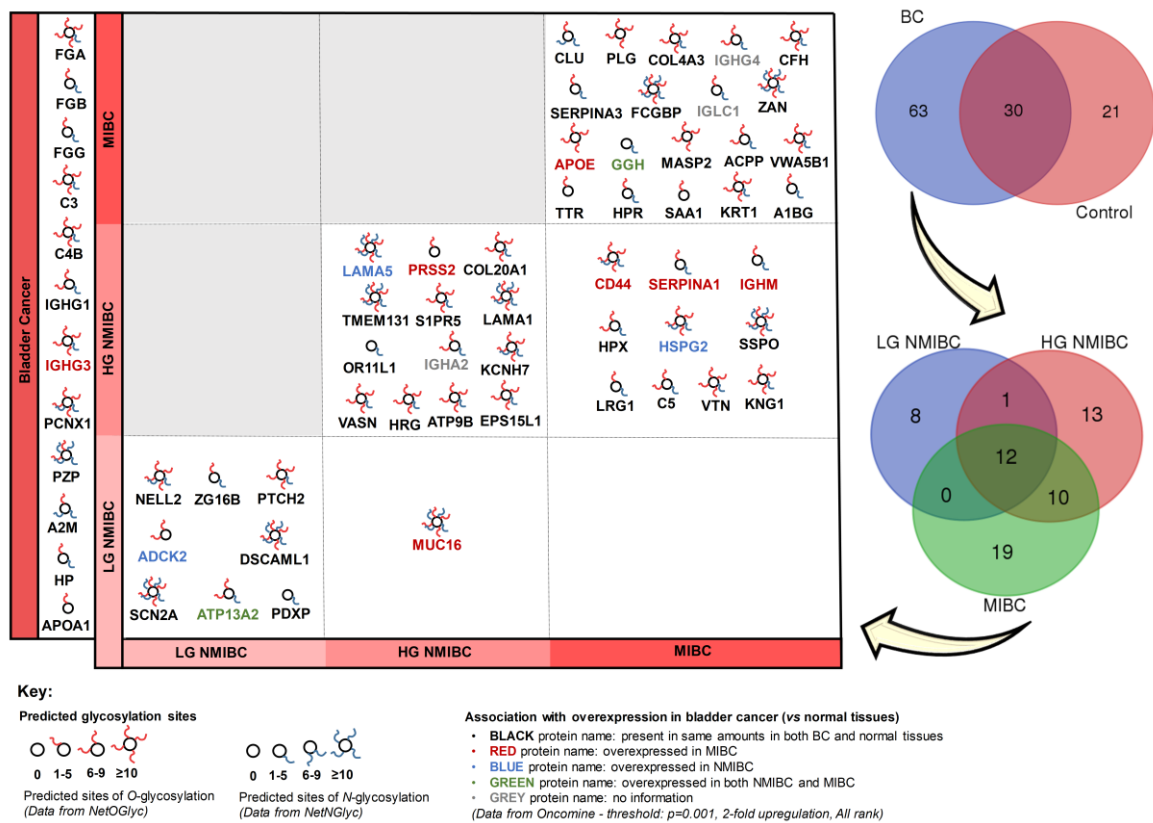 Bladder Cancer
FGA
FGB
FGG
C3
C4B
IGHG1
IGHG3
PCNX1
PZP
A2M
HP
APOA1
MIBC
HG NMIBC
LG NMIBC
CLU PLG COL4A3 IGHG4 CFH
SERPINA3 FCGBP IGLC1 ZAN
APOE GGH MASP2 ACPP VWA5B1
TTR HPR SAA1 KRT1 A1BG
LAMA5 PRSS2 COL20A1
TMEM131 S1PR5 LAMA1
OR11L1 IGHA2 KCNH7
VASN HRG ATP9B EPS15L1
CD44 SERPINA1 IGHM
HPX HSPG2 SSPO
LRG1 C5 VTN KNG1
NELL2 ZG16B PTCH2
ADCK2 DSCAML1
SCN2A ATP13A2 PDXP
MUC16
LG NMIBC HG NMIBC MIBC
BC
63 30 21
Control
LG NMIBC HG NMIBC
8 1 13
12
0 10
19
MIBC
Key:
Predicted glycosylation sites
0 1-5 6-9 ≥10
Predicted sites of O-glycosylation
(Data from NetOGlyc)
0 1-5 6-9 ≥10
Predicted sites of N-glycosylation
(Data from NetNGlyc)
Association with overexpression in bladder cancer (vs normal tissues)
• BLACK protein name: present in same amounts in both BC and normal tissues
• RED protein name: overexpressed in MIBC
• BLUE protein name: overexpressed in NMIBC
• GREEN protein name: overexpressed in both NMIBC and MIBC
• GREY protein name: no information
(Data from Oncomine - threshold: p=0.001, 2-fold upregulation, All rank)